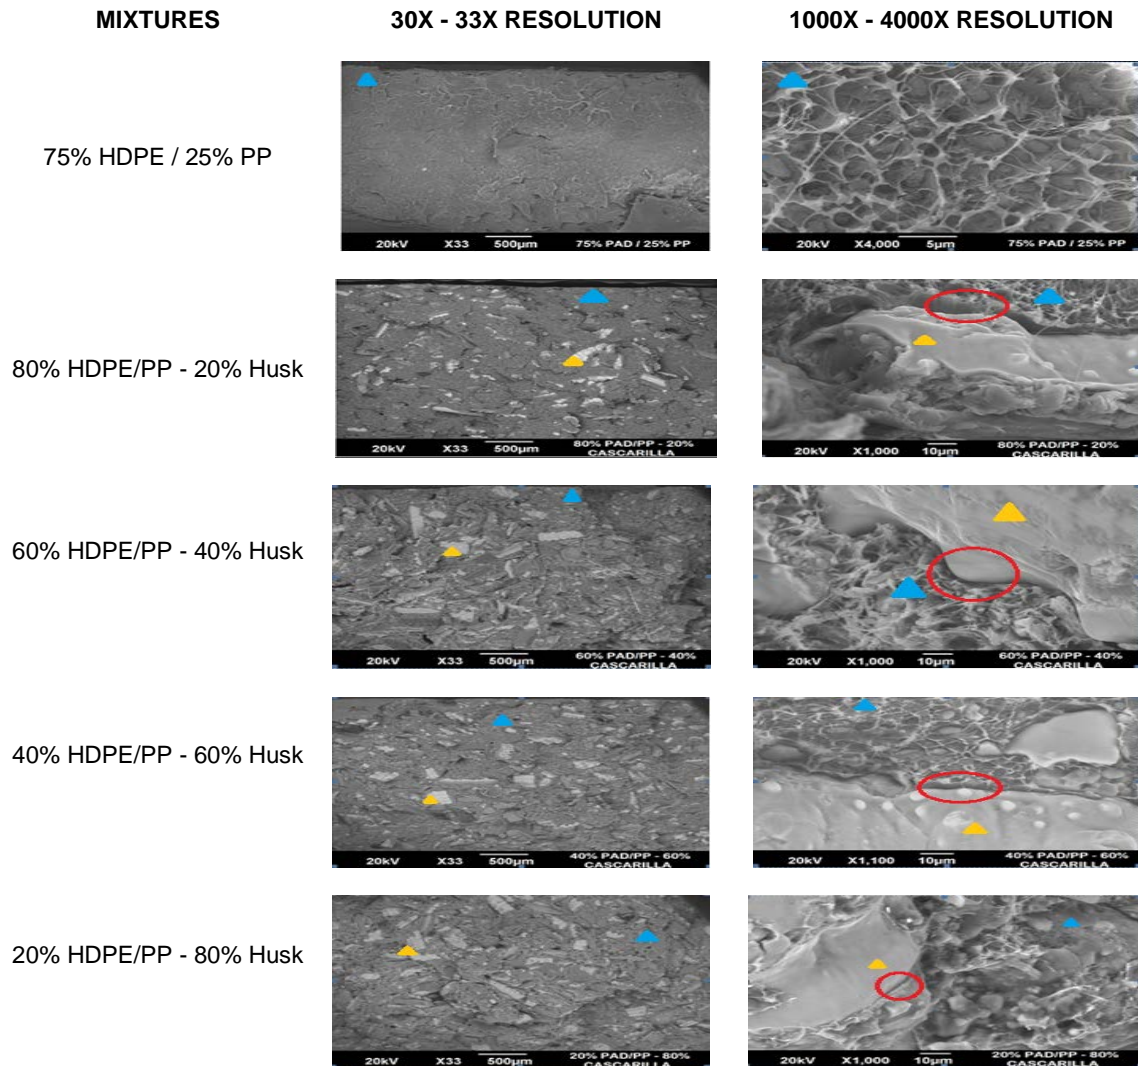 MIXTURES 30X - 33X RESOLUTION 1000X - 4000X RESOLUTION
75% HDPE / 25% PP
20kV X33 500µm 75% PAD / 25% PP
20kV X4,000 5µm 75% PAD / 25% PP
80% HDPE/PP - 20% Husk
20kV X33 500µm 80% PAD/PP - 20%
CASCARILLA
20kV X1,000 10µm 80% PAD/PP - 20%
CASCARILLA
60% HDPE/PP - 40% Husk
20kV X33 500µm 60% PAD/PP - 40%
CASCARILLA
20kV X1,000 10µm 60% PAD/PP - 40%
CASCARILLA
40% HDPE/PP - 60% Husk
20kV X33 500µm 40% PAD/PP - 60%
CASCARILLA
20kV X1,100 10µm 40% PAD/PP - 60%
CASCARILLA
20% HDPE/PP - 80% Husk
20kV X33 500µm 20% PAD/PP - 80%
CASCARILLA
20kV X1,000 10µm 20% PAD/PP - 80%
CASCARILLA